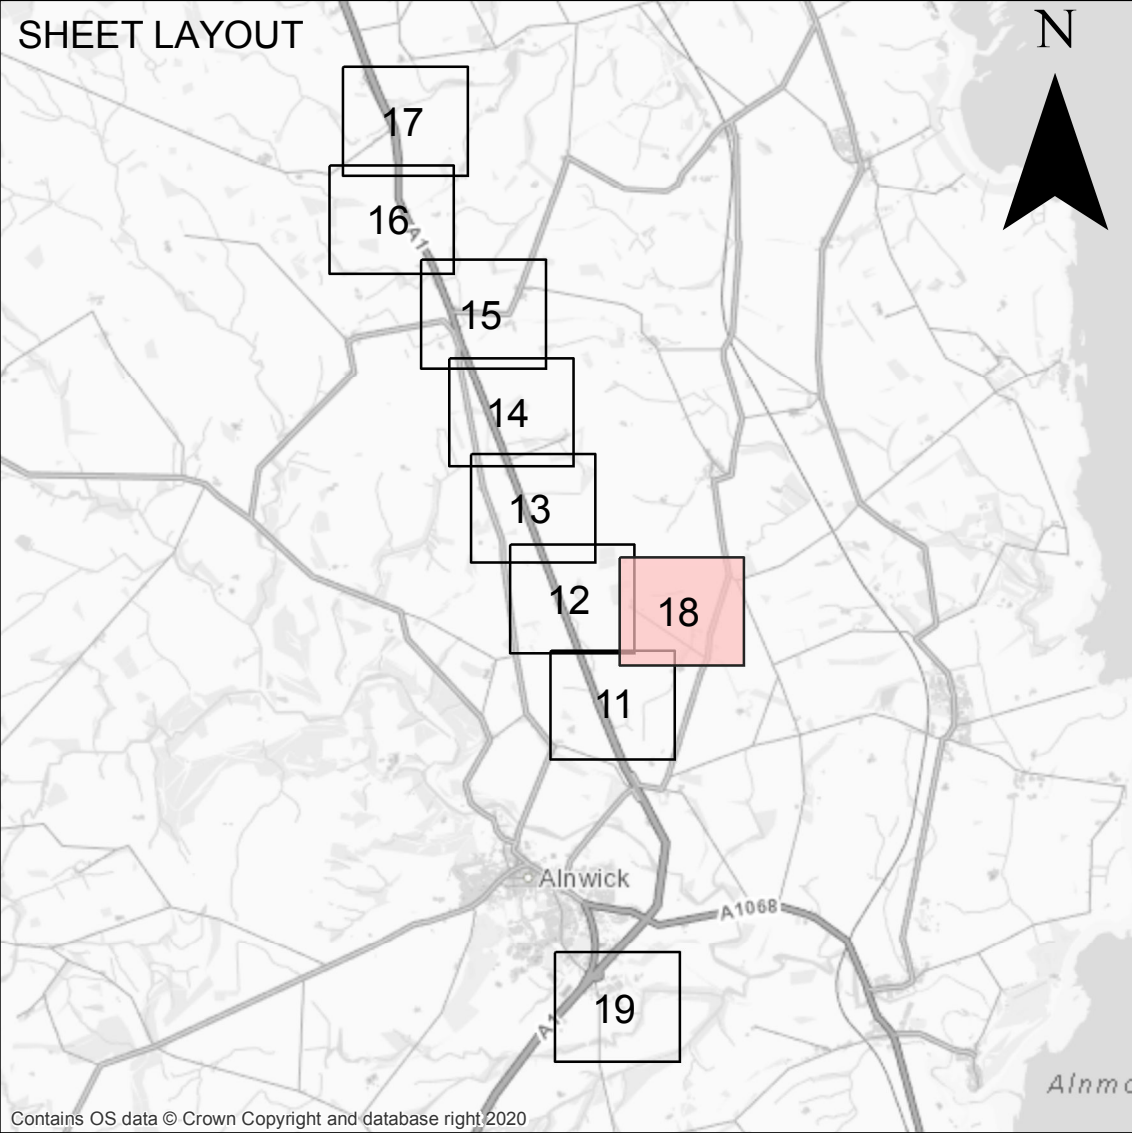 SHEET LAYOUT
N
17
16
A1
15
14
13
12
18
11
Alnwick
A1068
19
A1
Alnmo
Contains OS data © Crown Copyright and database right 2020